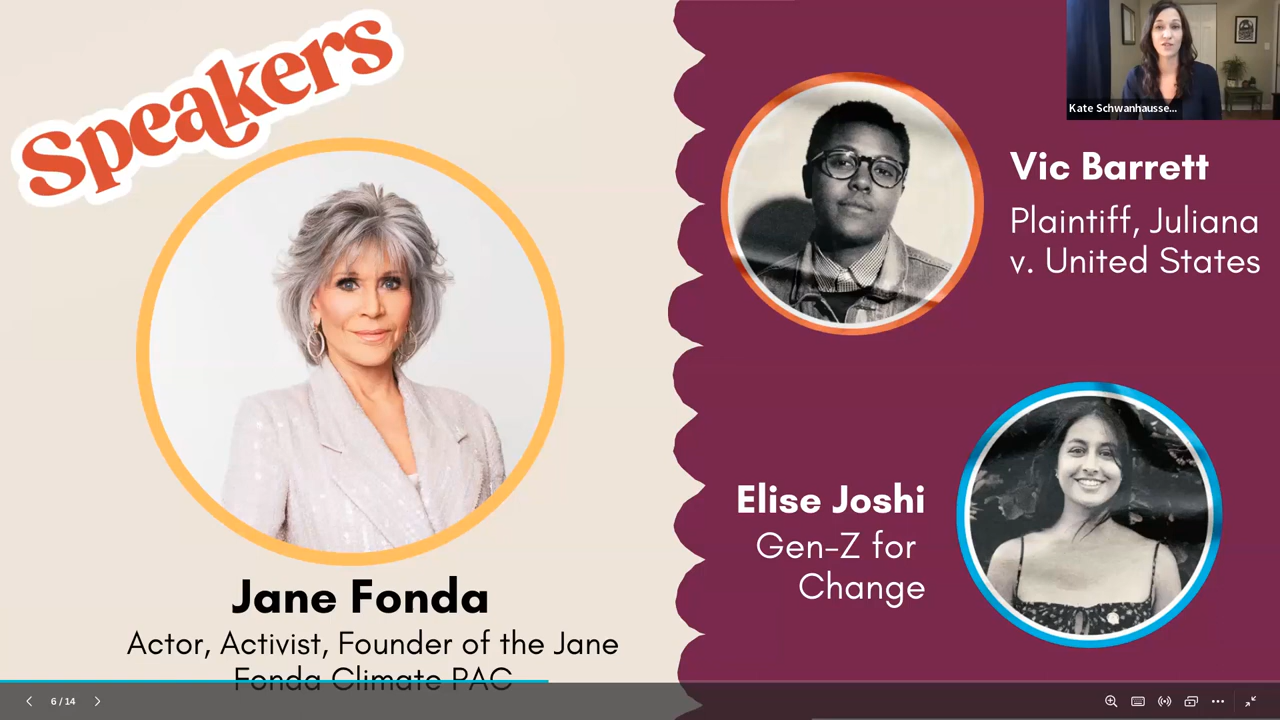 Speakers
Kate Schwanhausse...
Vic Barrett
Plaintiff, Juliana
v. United States
Elise Joshi
Gen-Z for
Change
Jane Fonda
Actor, Activist, Founder of the Jane
Fonda Climate PAC
6 / 14